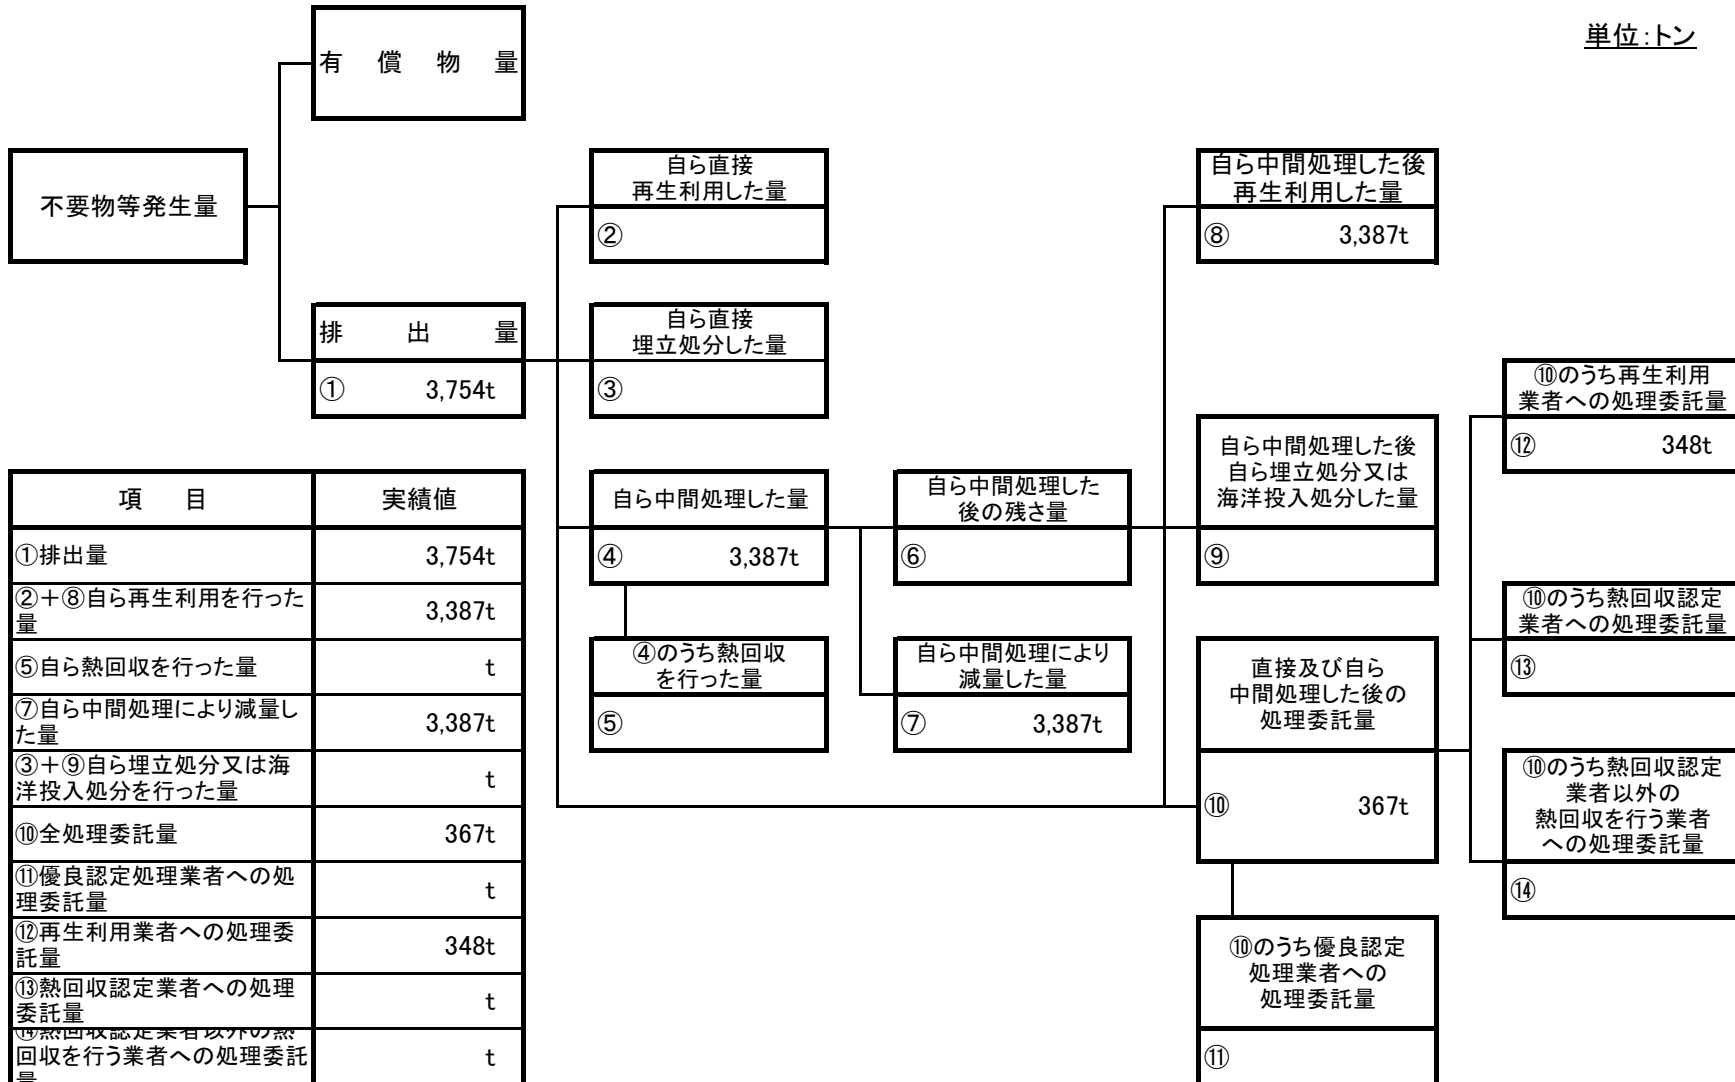 単位：トン
有　償　物　量
不要物等発生量
自ら直接
再生利用した量
②
自ら中間処理した後
再生利用した量
⑧ 3,387t
排　出　量
① 3,754t
自ら直接
埋立処分した量
③
⑩のうち再生利用
業者への処理委託量
⑫ 348t
自ら中間処理した量
④ 3,387t
自ら中間処理した
後の残さ量
⑥
自ら中間処理した後
自ら埋立処分又は
海洋投入処分した量
⑨
⑩のうち熱回収認定
業者への処理委託量
⑬
④のうち熱回収
を行った量
⑤
自ら中間処理により
減量した量
⑦ 3,387t
直接及び自ら
中間処理した後の
処理委託量
⑩ 367t
⑩のうち熱回収認定
業者以外の
熱回収を行う業者
への処理委託量
⑭
⑩のうち優良認定
処理業者への
処理委託量
⑪
項　目 実績値
①排出量 3,754t
②＋⑧自ら再生利用を行った
量 3,387t
⑤自ら熱回収を行った量 t
⑦自ら中間処理により減量し
た量 3,387t
③＋⑨自ら埋立処分又は海
洋投入処分を行った量 t
⑩全処理委託量 367t
⑪優良認定処理業者への処
理委託量 t
⑫再生利用業者への処理委
託量 348t
⑬熱回収認定業者への処理
委託量 t
⑭熱回収認定業者以外の熱
回収を行う業者への処理委託
量 t